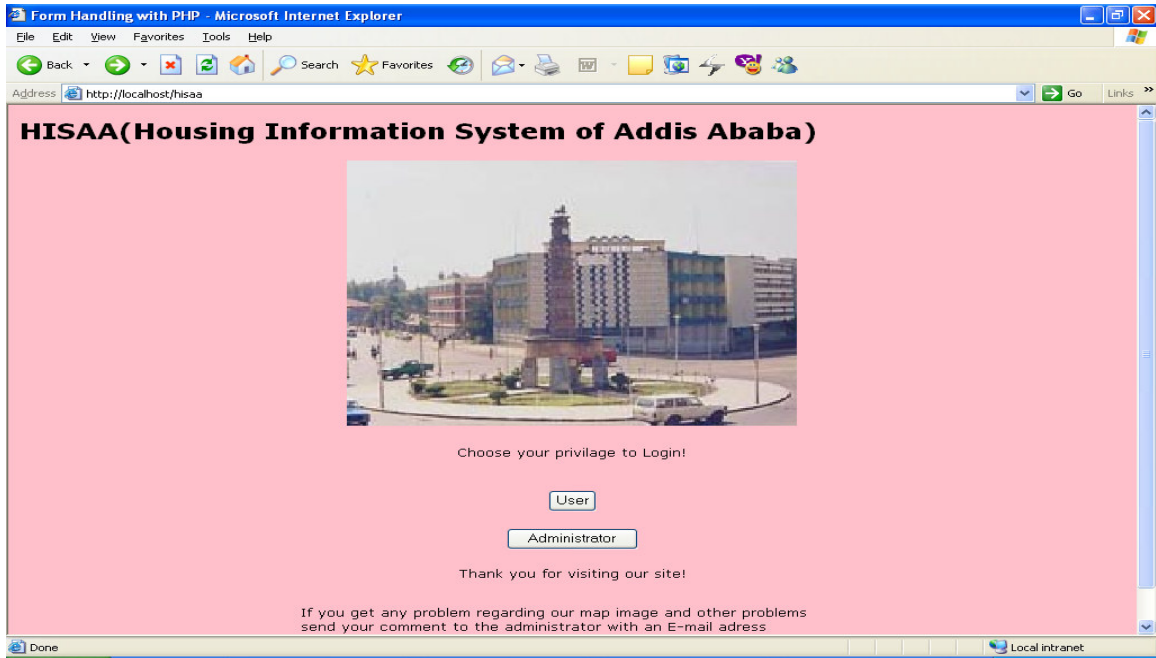 Form Handling with PHP - Microsoft Internet Explorer
File Edit View Favorites Tools Help
Back Search Favorites
Address http://localhost/hisaa Go Links »
HISAA(Housing Information System of Addis Ababa)
Choose your privilage to Login!
User
Administrator
Thank you for visiting our site!
If you get any problem regarding our map image and other problems
send your comment to the administrator with an E-mail adress
Done Local intranet